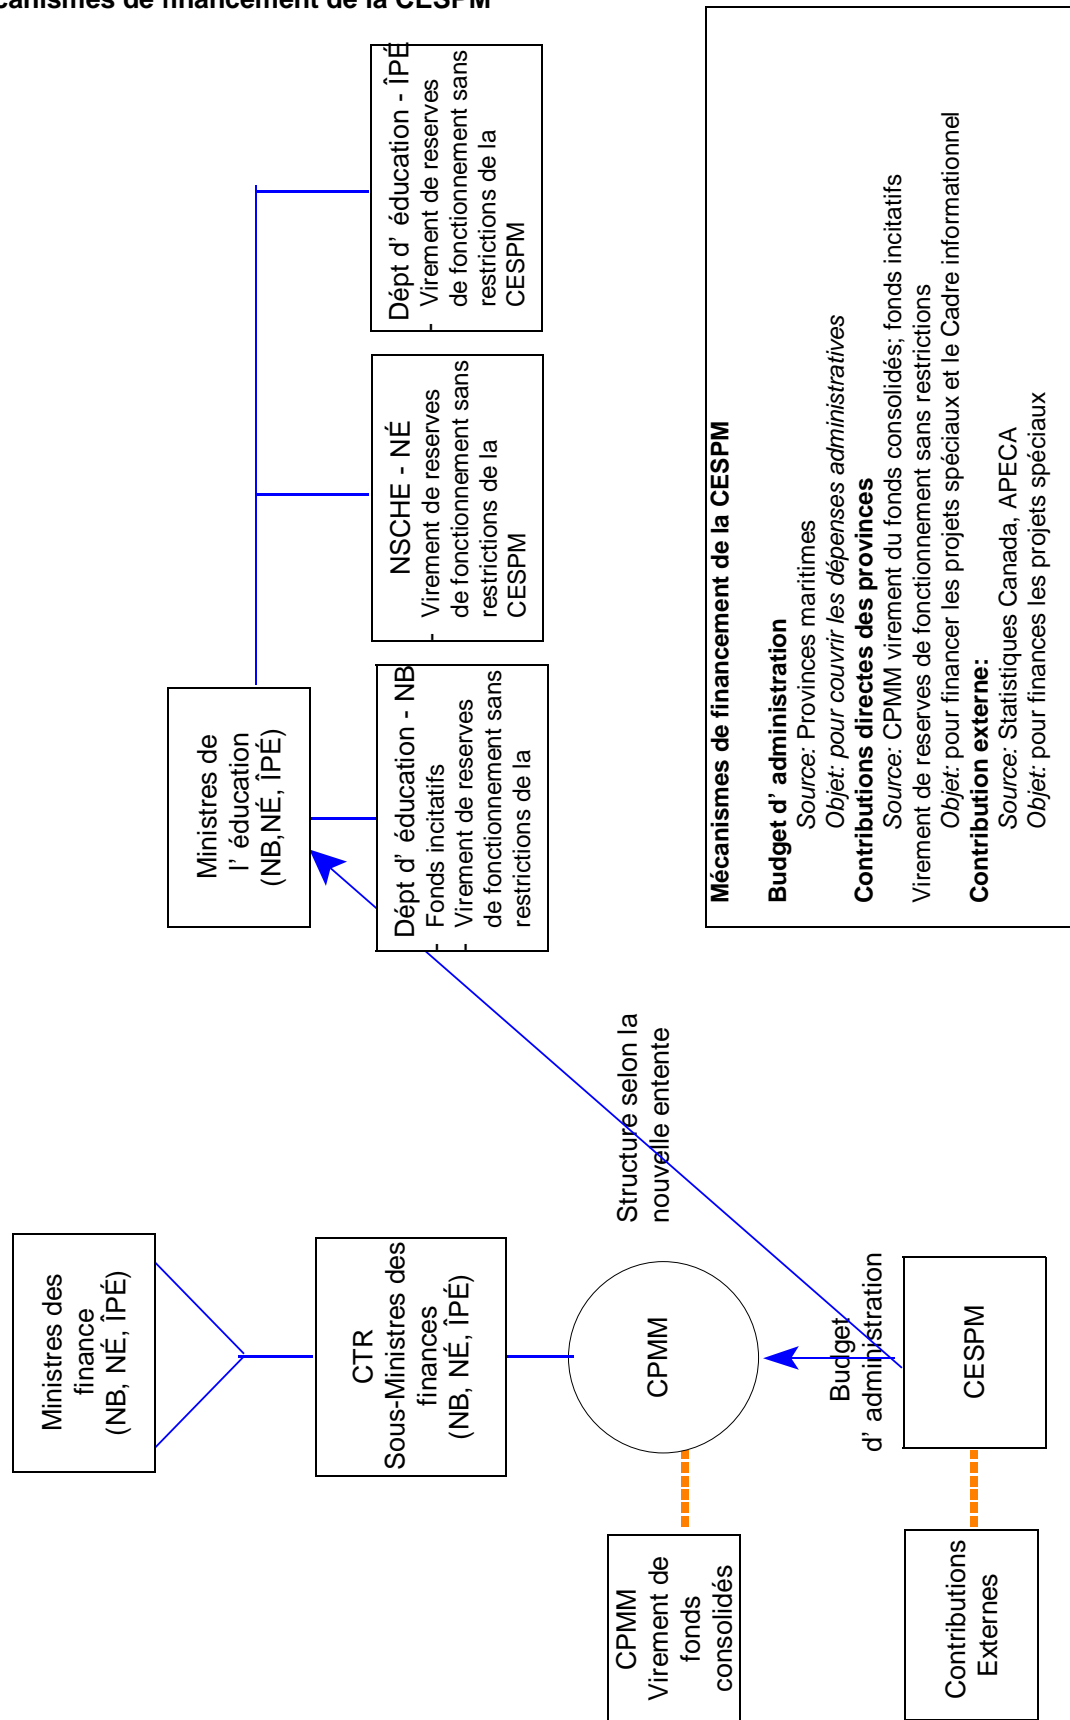 canismes de financement de la CESPM
Ministres des
finance
(NB, NÉ, ÎPÉ)
CTR
Sous-Ministres des
finances
(NB, NÉ, ÎPÉ)
CPMM
CPMM
Virement de
fonds
consolidés
Budget
d' administration
CESPM
Contributions
Externes
Structure selon la
nouvelle entente
Ministres de
l' éducation
(NB,NÉ, ÎPÉ)
Dépt d' éducation - NB
- Fonds incitatifs
- Virement de reserves
de fonctionnement sans
restrictions de la
NSCHE - NÉ
- Virement de reserves
de fonctionnement sans
restrictions de la
CESPM
Dépt d' éducation - ÎPÉ
- Virement de reserves
de fonctionnement sans
restrictions de la
CESPM
Mécanismes de financement de la CESPM
Budget d' administration
Source: Provinces maritimes
Objet: pour couvrir les dépenses administratives
Contributions directes des provinces
Source: CPMM virement du fonds consolidés; fonds incitatifs
Virement de reserves de fonctionnement sans restrictions
Objet: pour financer les projets spéciaux et le Cadre informationnel
Contribution externe:
Source: Statistiques Canada, APECA
Objet: pour finances les projets spéciaux